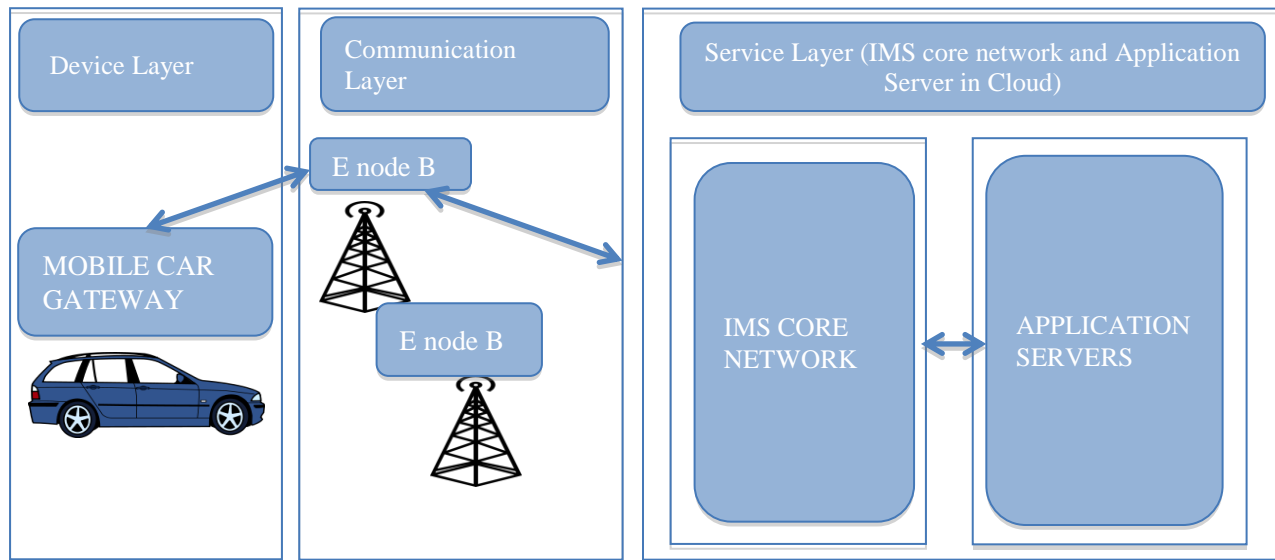 Device Layer
Communication
Layer
Service Layer (IMS core network and Application
Server in Cloud)
E node B
MOBILE CAR
GATEWAY
E node B
IMS CORE
NETWORK
APPLICATION
SERVERS